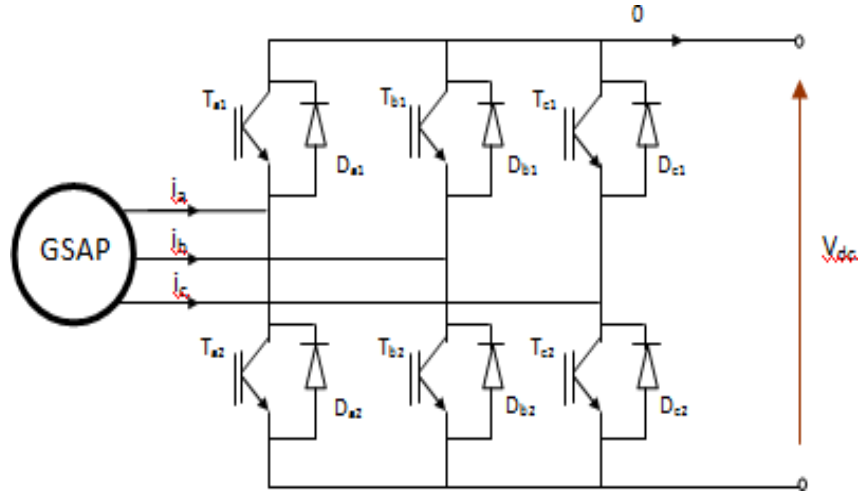 0
Ta1
Tb1
Tc1
Da1
Db1
Dc1
ia
GSAP
ib
Vdc
ic
Ta2
Tb2
Tc2
Da2
Db2
Dc2